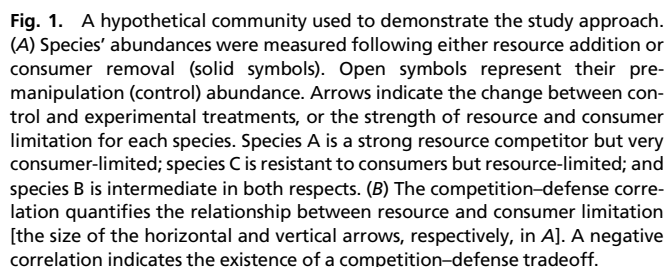 Fig. 1. A hypothetical community used to demonstrate the study approach.
(A) Species' abundances were measured following either resource addition or
consumer removal (solid symbols). Open symbols represent their pre-
manipulation (control) abundance. Arrows indicate the change between con-
trol and experimental treatments, or the strength of resource and consumer
limitation for each species. Species A is a strong resource competitor but very
consumer-limited; species C is resistant to consumers but resource-limited; and
species B is intermediate in both respects. (B) The competition–defense corre-
lation quantifies the relationship between resource and consumer limitation
[the size of the horizontal and vertical arrows, respectively, in A]. A negative
correlation indicates the existence of a competition–defense tradeoff.